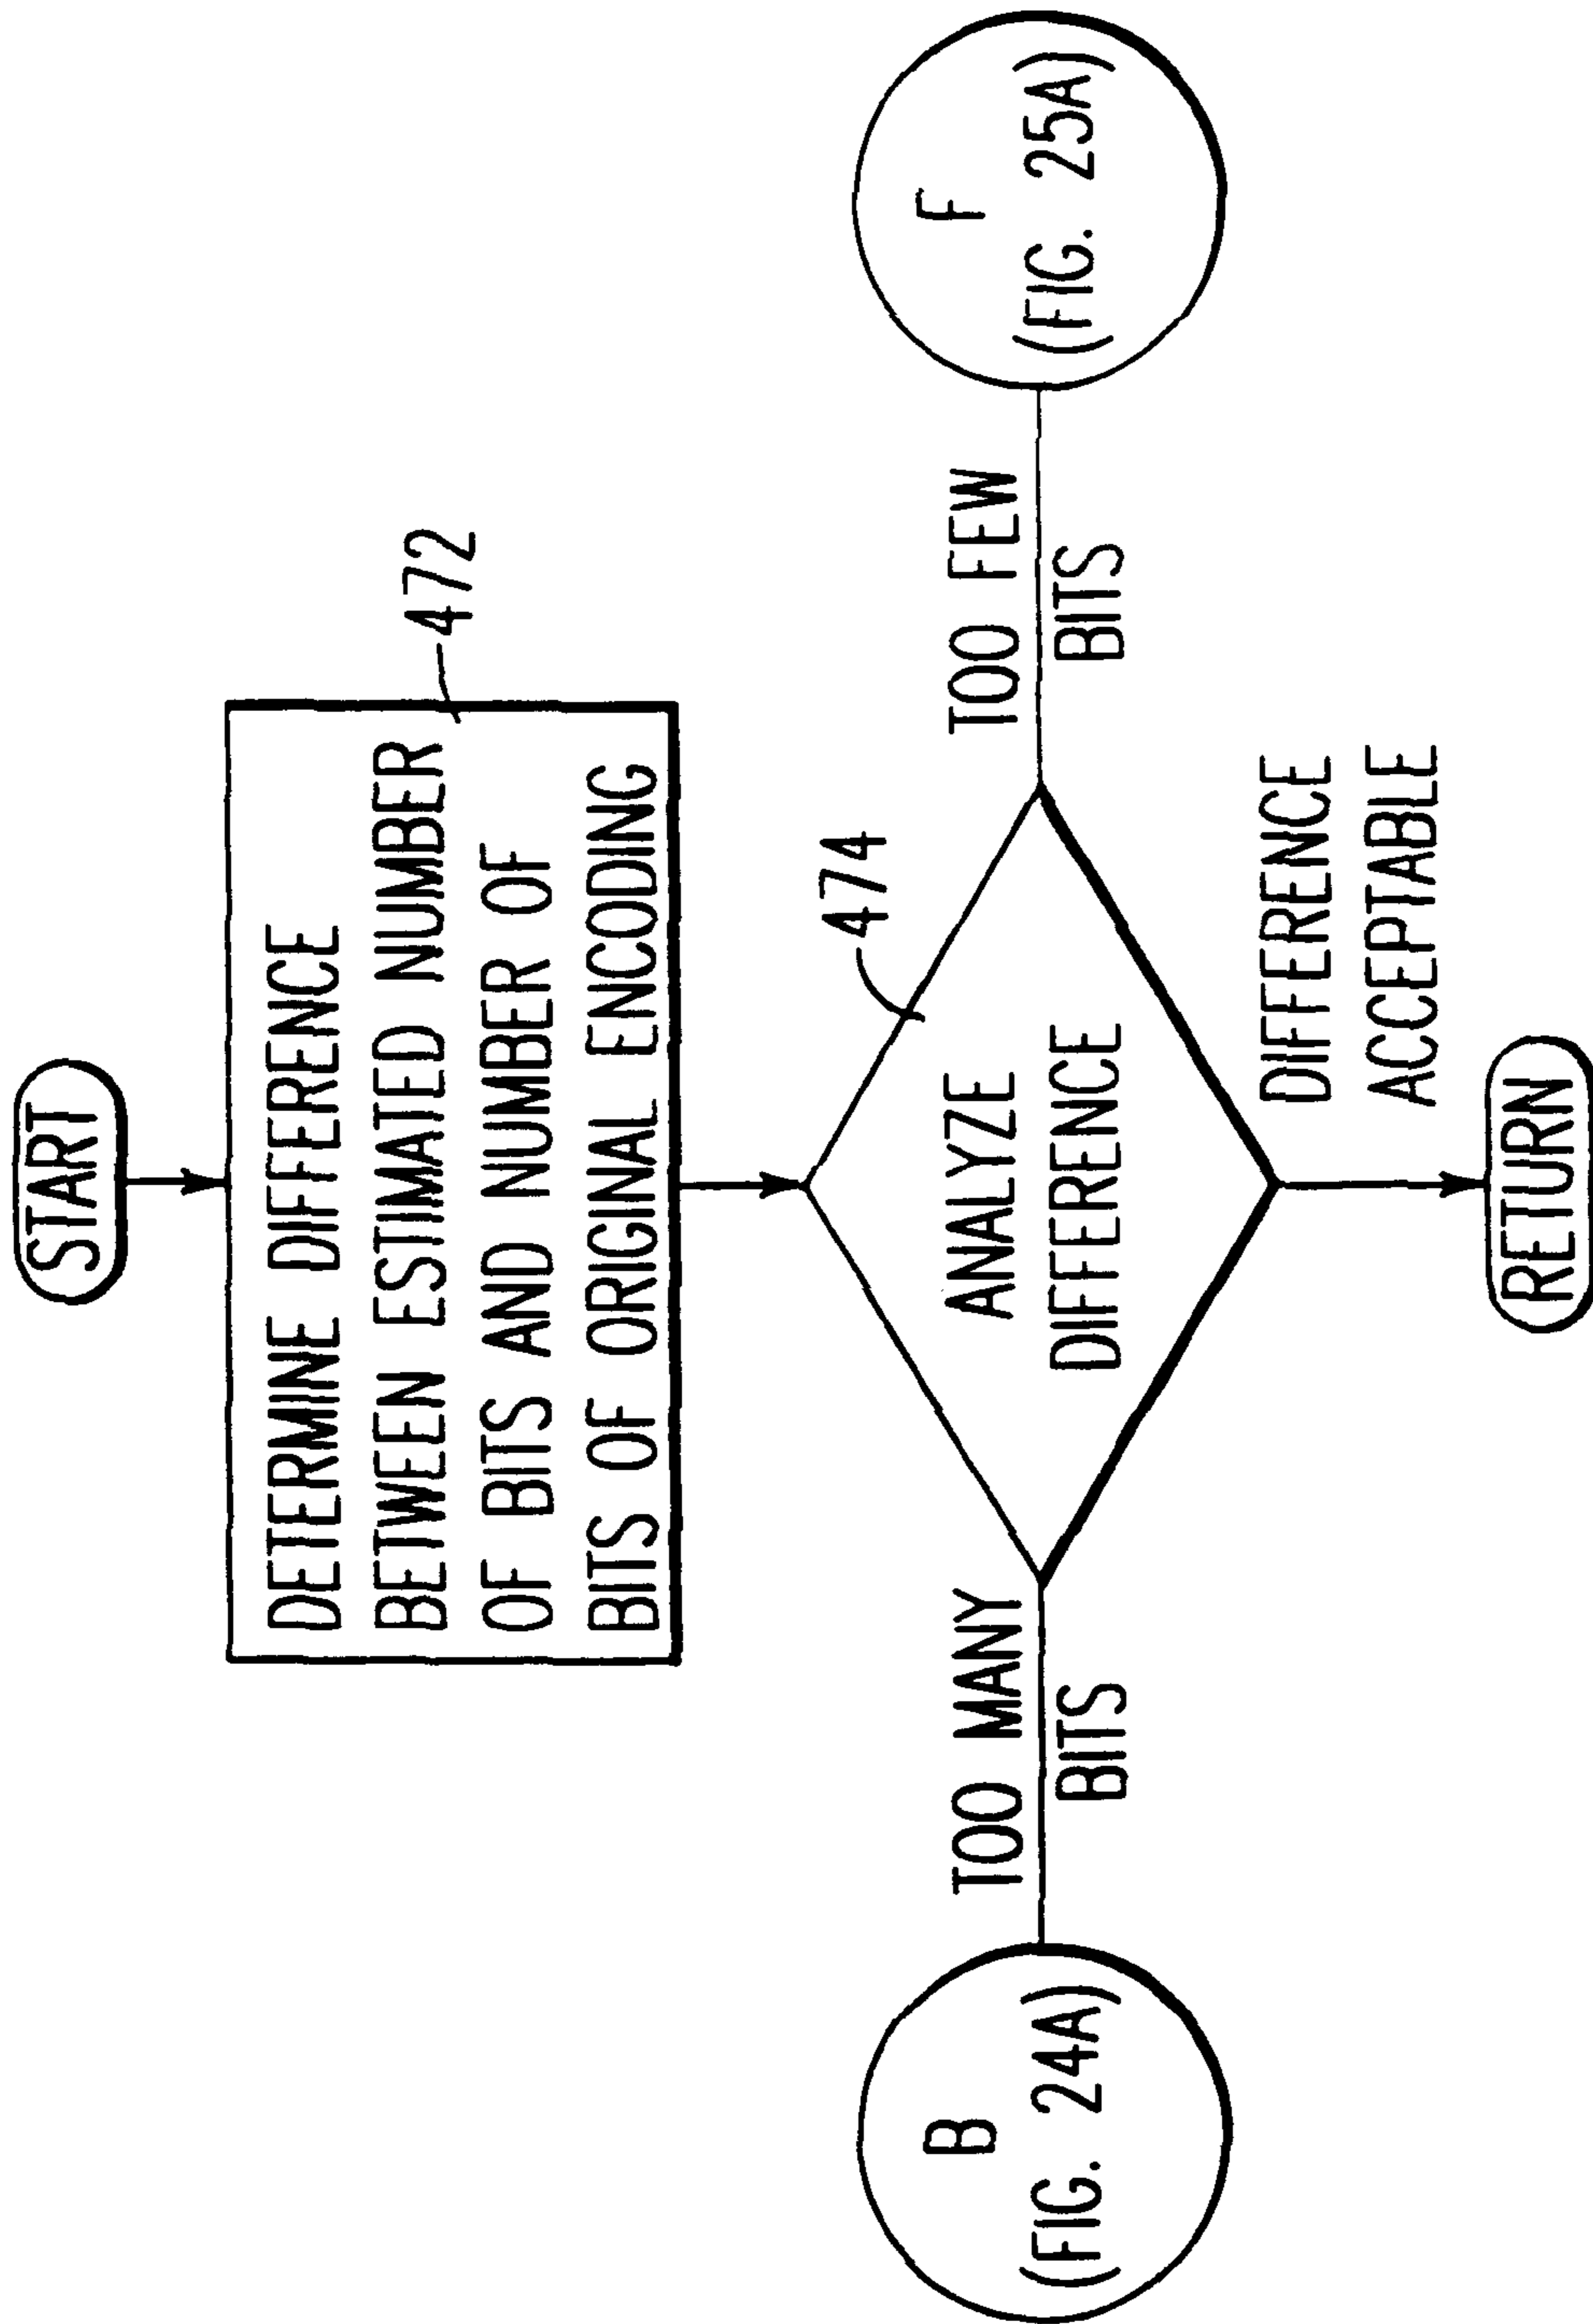 START
DETERMINE DIFFERENCE
BETWEEN ESTIMATED NUMBER
OF BITS AND NUMBER OF
BITS OF ORIGINAL ENCODING
472
474
ANALYZE
DIFFERENCE
TOO MANY
BITS
B
(FIG. 24A)
TOO FEW
BITS
F
(FIG. 25A)
DIFFERENCE
ACCEPTABLE
RETURN